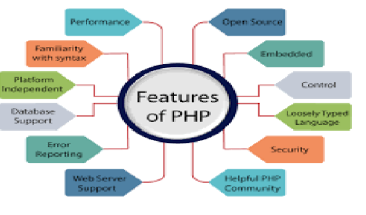 Performance
Open Source
Familiarity
with syntax
Embedded
Platform
Independent
Control
Features
of PHP
Database
Support
Loosely Typed
Language
Error
Reporting
Security
Web Server
Support
Helpful PHP
Community